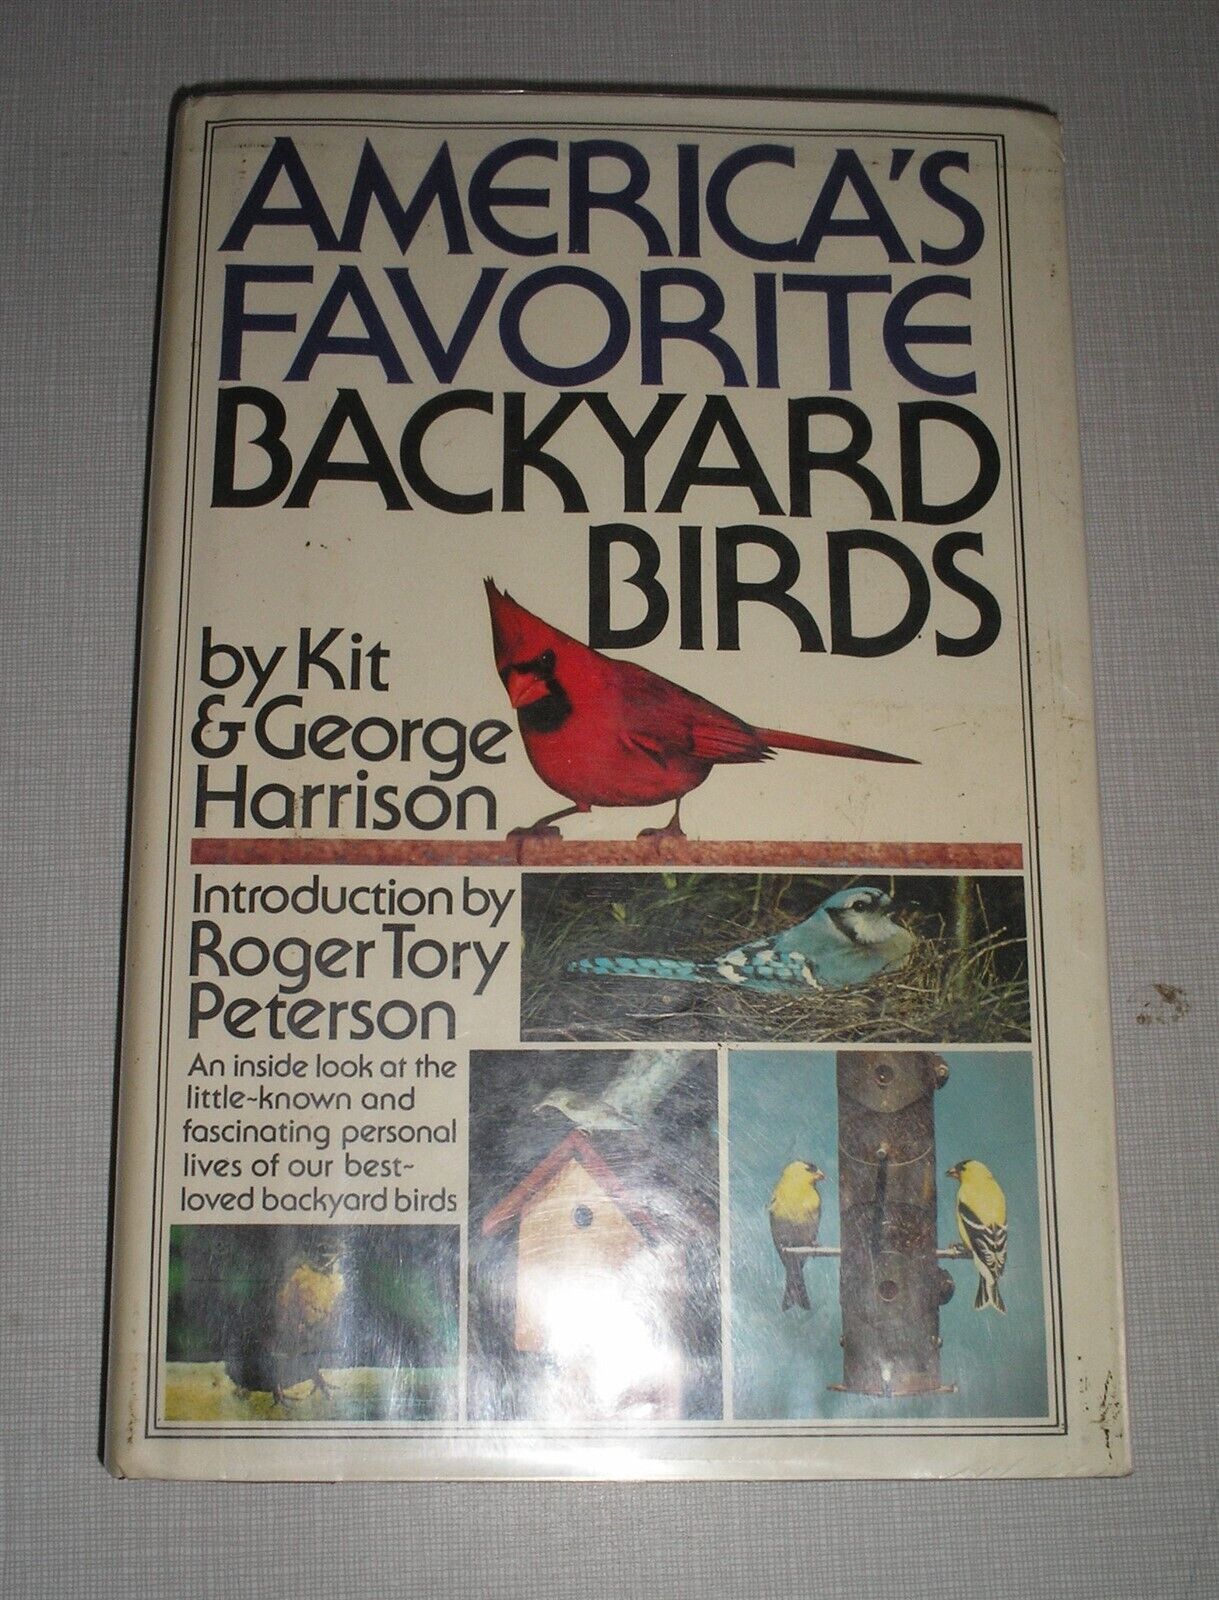 AMERICA'S
FAVORITE
BACKYARD
BIRDS
by Kit
& George
Harrison
Introduction by
Roger Tory
Peterson
An inside look at the
little-known and
fascinating personal
lives of our best-
loved backyard birds